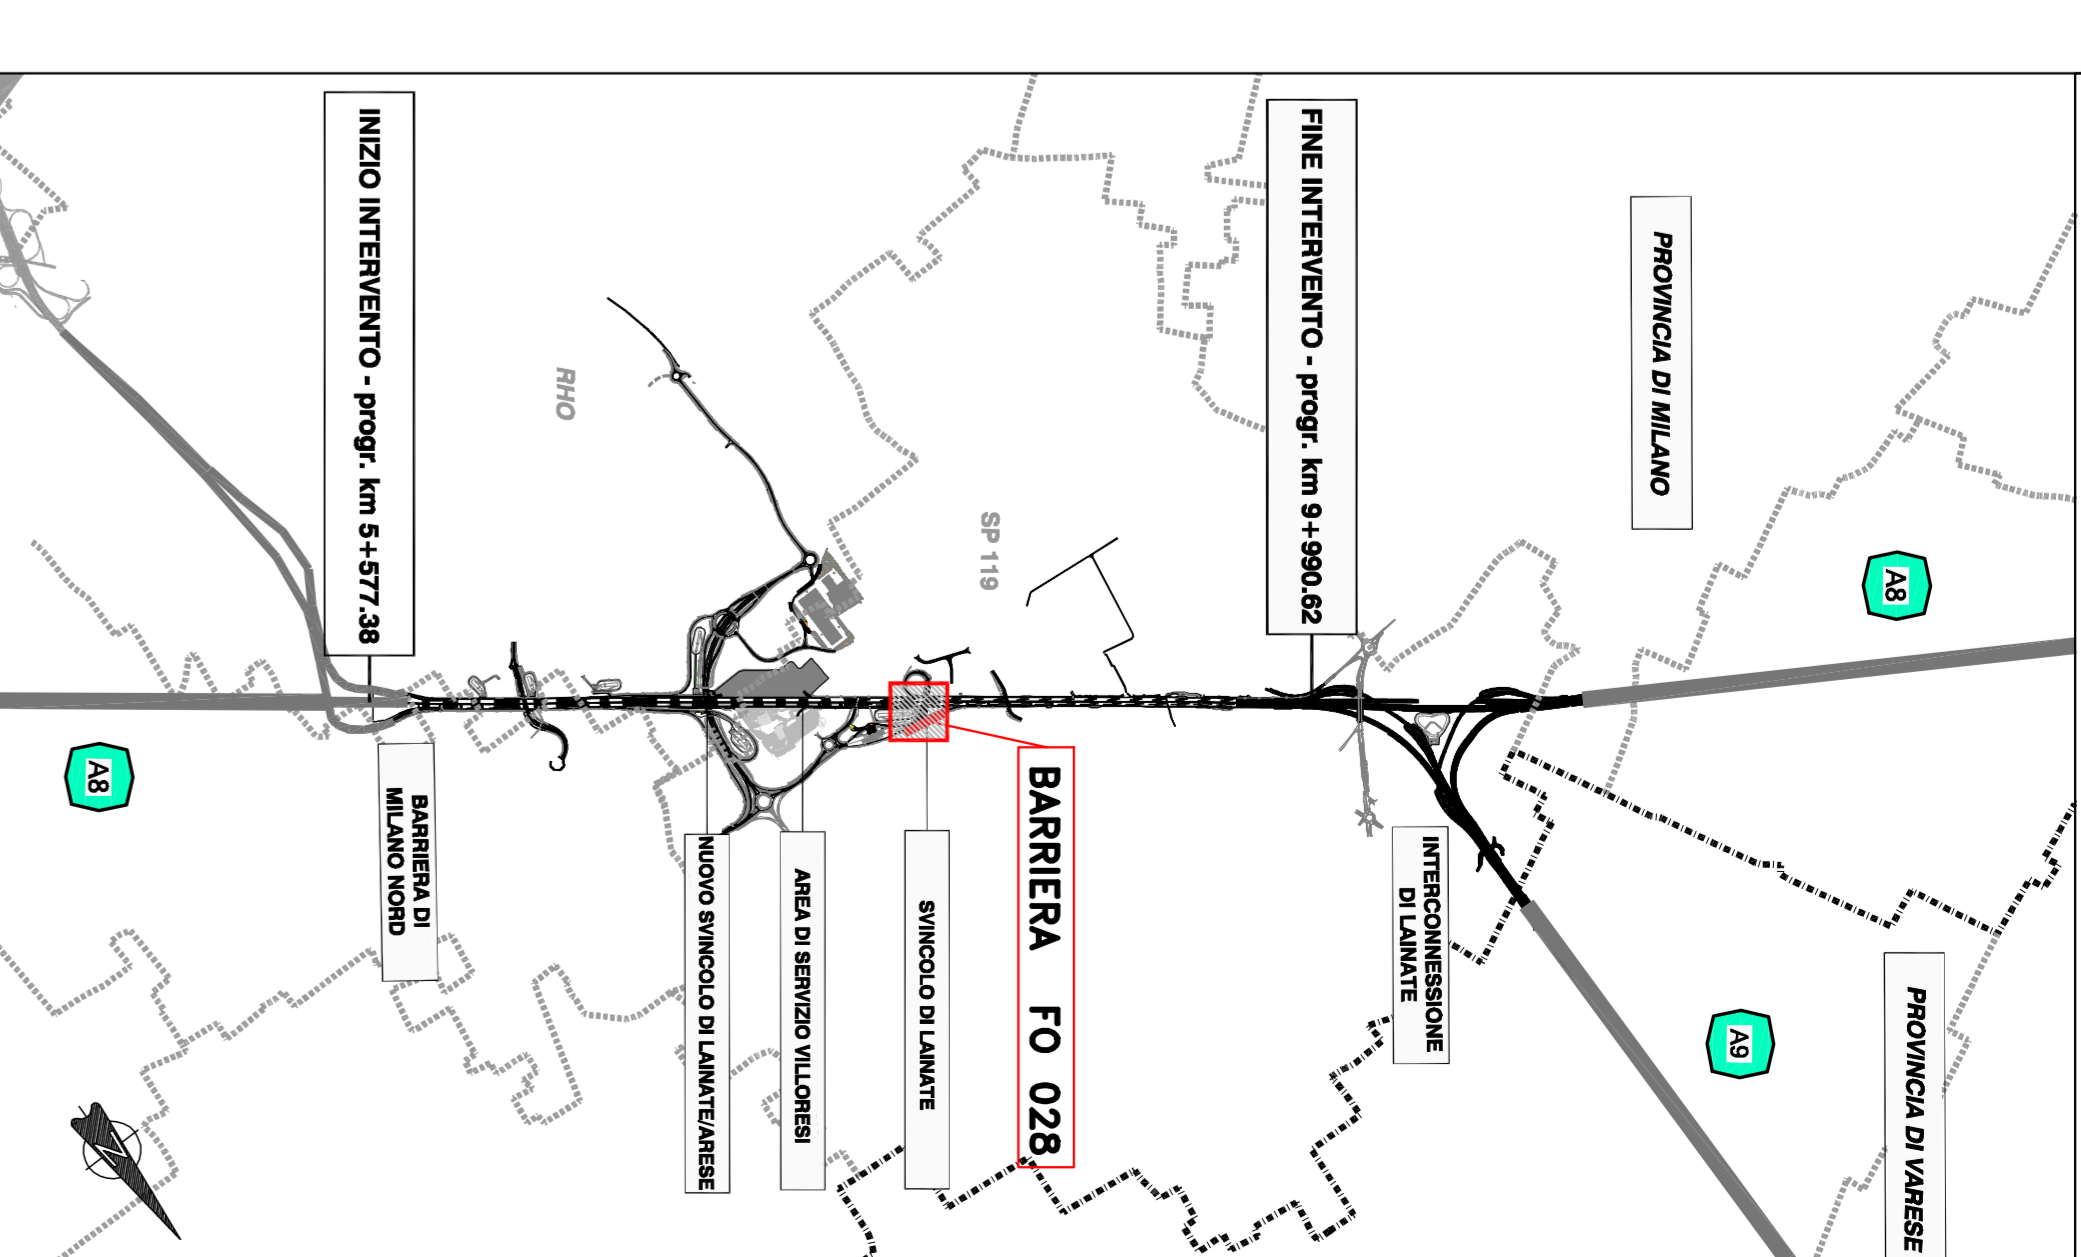 INIZIO INTERVENTO - progr. km 5+577.38
FINE INTERVENTO - progr. km 9+990.62
PROVINCIA DI MILANO
RHO
SP 119
A8
A8
BARRIERA DI
MILANO NORD
NUOVO SVINCOLO DI LAINATE/ARESE
AREA DI SERVIZIO VILLORESI
SVINCOLO DI LAINATE
BARRIERA FO 028
INTERCONNESSIONE
DI LAINATE
A9
PROVINCIA DI VARESE
N